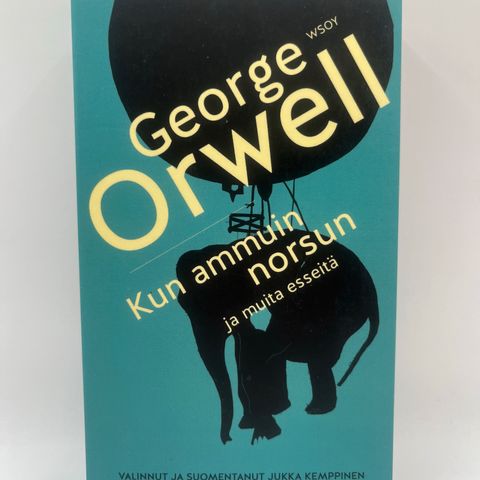 WSOY
George
Orwell
Kun ammuin
norsun
ja muita esseitä
VALINNUT JA SUOMENTANUT JUKKA KEMPPINEN